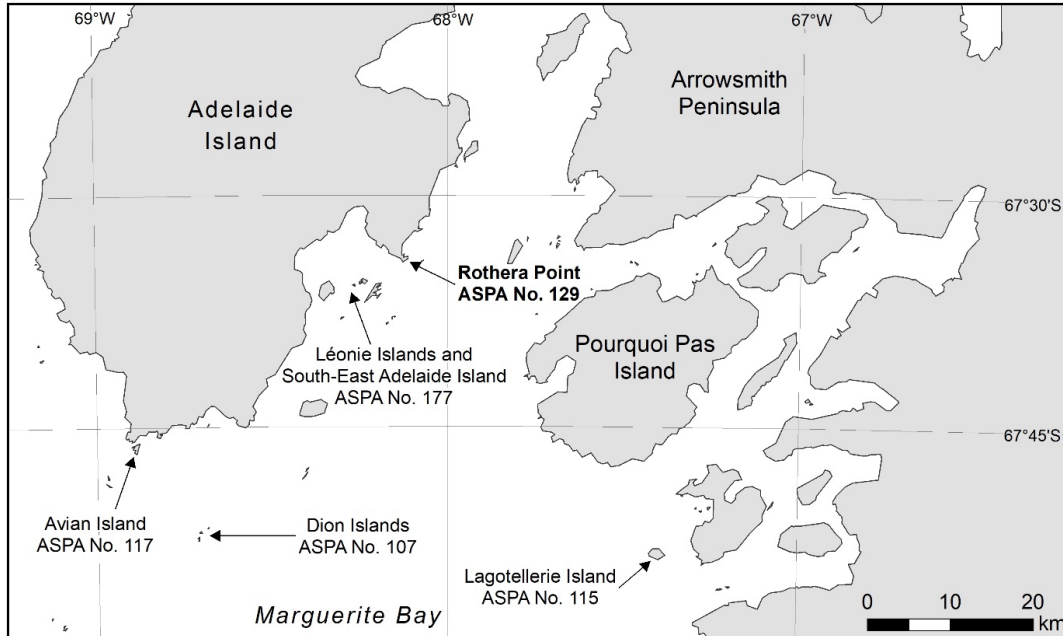 69°W
68°W
67°W
Adelaide
Island
Arrowsmith
Peninsula
67°30'S
Rothera Point
ASPA No. 129
Léonie Islands and
South-East Adelaide Island
ASPA No. 177
Pourquoi Pas
Island
67°45'S
Avian Island
ASPA No. 117
Dion Islands
ASPA No. 107
Lagotellerie Island
ASPA No. 115
Marguerite Bay
0 10 20
km